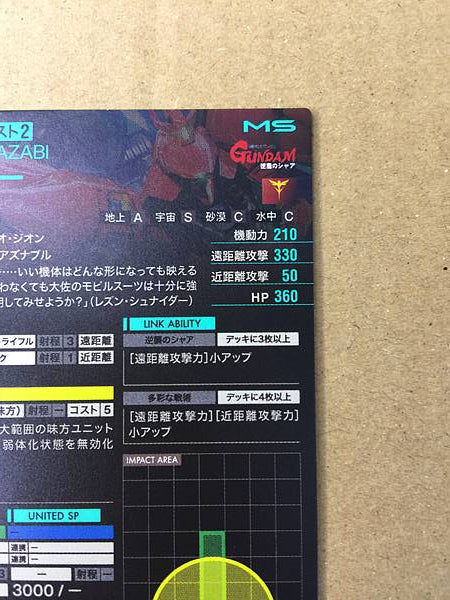 スト2
MS
AZABI
GUNDAM
逆襲のシャア
地上 A 宇宙 S 砂漠 C 水中 C
オ・ジオン
機動力 210
アズナブル
遠距離攻撃 330
……いい機体はどんな形になっても映える
近距離攻撃 50
わなくても大佐のモビルスーツは十分に強
明してみせようか？」（レズン・シュナイダー）
HP 360
LINK ABILITY
逆襲のシャア デッキに3枚以上
[遠距離攻撃力]小アップ
ートライフル 射程 3 遠距離
ク 射程 1 近距離
多彩な戦術 デッキに4枚以上
[遠距離攻撃力][近距離攻撃力]
小アップ
味方） 射程 ー コスト 5
大範囲の味方ユニット
弱体化状態を無効化
IMPACT AREA
UNITED SP
ー
連携 ー
連携 ー
3 ー 射程 ー
3000 / ー